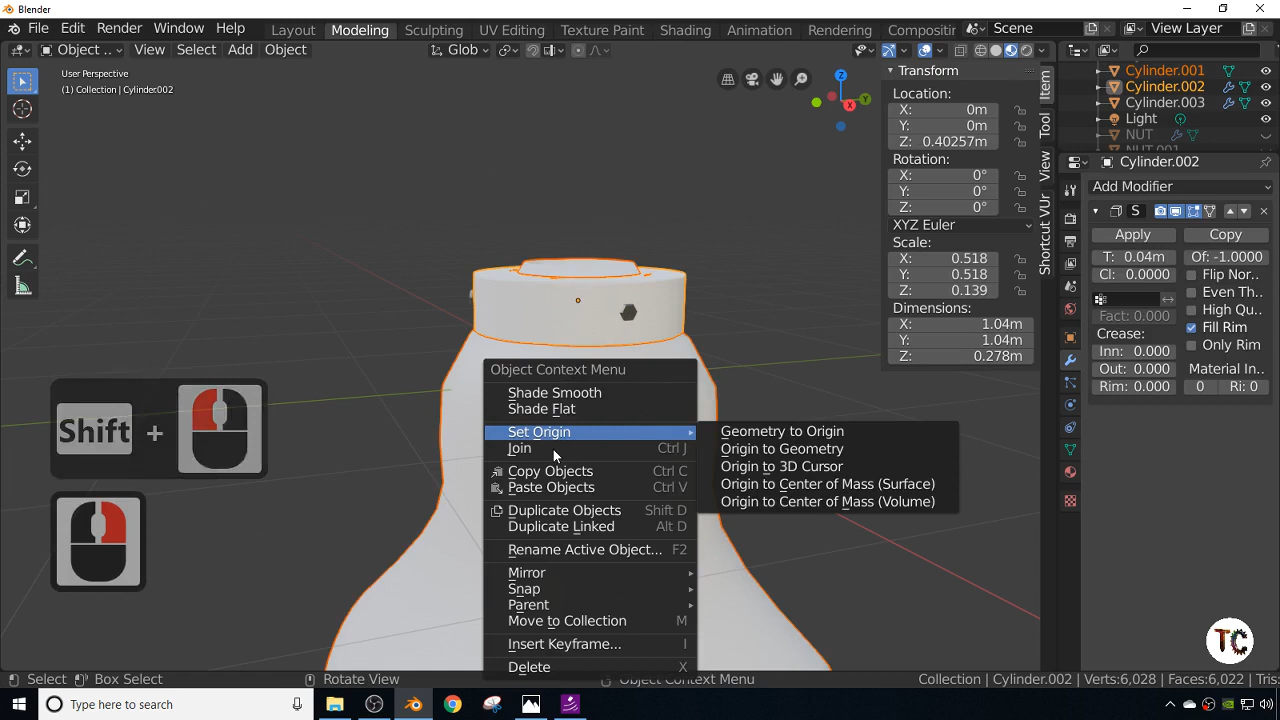 Blender
File Edit Render Window Help Layout Modeling Sculpting UV Editing Texture Paint Shading Animation Rendering Scene View Layer
Object .. View Select Add Object Glob
User Perspective
(1) Collection | Cylinder.002
Z
Y
X
Transform
Location:
X: 0m
Y: 0m
Z: 0.40257m
Rotation:
X: 0°
Y: 0°
Z: 0°
XYZ Euler
Scale:
X: 0.518
Y: 0.518
Z: 0.139
Dimensions:
X: 1.04m
Y: 1.04m
Z: 0.278m
Item
Tool
View
Shortcut VUr
Cylinder.001
Cylinder.002
Cylinder.003
Light
NUT
NUT.001
Cylinder.002
Add Modifier
S
Apply Copy
T: 0.04m Of: -1.0000
Cl: 0.0000 Flip Nor..
Even Th..
High Qu..
Fact: 0.000
Crease: Fill Rim
Inn: 0.000 Only Rim
Out: 0.000 Material In..
Rim: 0.000 0 Ri: 0
Object Context Menu
Shade Smooth
Shade Flat
Set Origin
Join Ctrl J
Copy Objects Ctrl C
Paste Objects Ctrl V
Duplicate Objects Shift D
Duplicate Linked Alt D
Rename Active Object... F2
Mirror
Snap
Parent
Move to Collection M
Insert Keyframe... I
Delete X
Geometry to Origin
Origin to Geometry
Origin to 3D Cursor
Origin to Center of Mass (Surface)
Origin to Center of Mass (Volume)
Shift +
TC
Select Box Select Rotate View Object Context Menu Collection | Cylinder.002 | Verts:6,028 | Faces:6,022 | Tris:
Type here to search